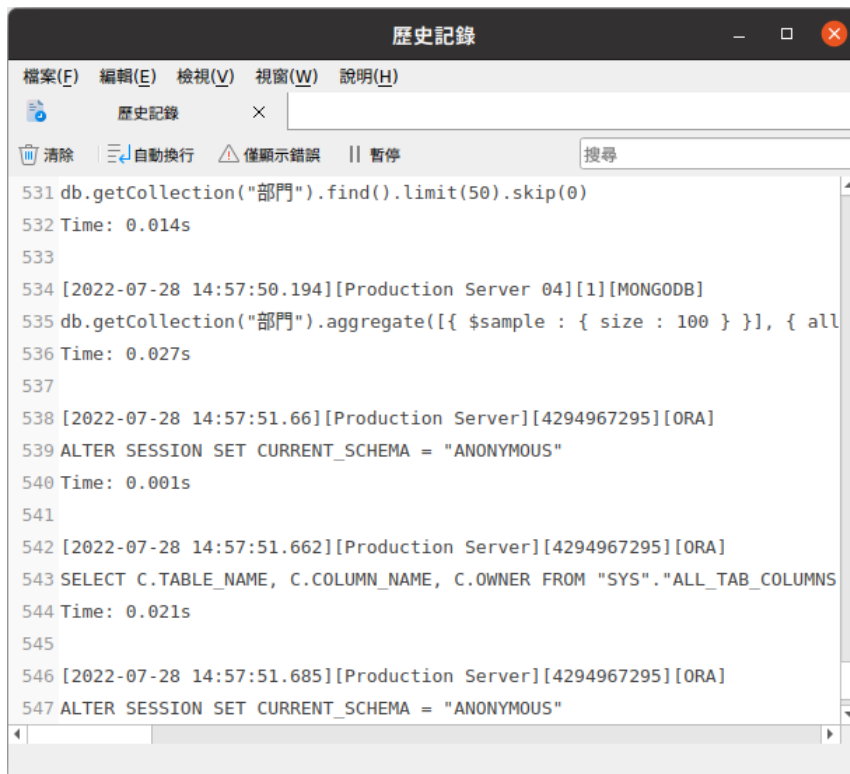 歷史記錄
檔案(F) 編輯(E) 檢視(V) 視窗(W) 說明(H)
歷史記錄
清除 自動換行 僅顯示錯誤 暫停 搜尋
531 db.getCollection("部門").find().limit(50).skip(0)
532 Time: 0.014s
533
534 [2022-07-28 14:57:50.194][Production Server 04][1][MONGODB]
535 db.getCollection("部門").aggregate([{ $sample : { size : 100 } }], { all
536 Time: 0.027s
537
538 [2022-07-28 14:57:51.66][Production Server][4294967295][ORA]
539 ALTER SESSION SET CURRENT_SCHEMA = "ANONYMOUS"
540 Time: 0.001s
541
542 [2022-07-28 14:57:51.662][Production Server][4294967295][ORA]
543 SELECT C.TABLE_NAME, C.COLUMN_NAME, C.OWNER FROM "SYS"."ALL_TAB_COLUMNS
544 Time: 0.021s
545
546 [2022-07-28 14:57:51.685][Production Server][4294967295][ORA]
547 ALTER SESSION SET CURRENT_SCHEMA = "ANONYMOUS"